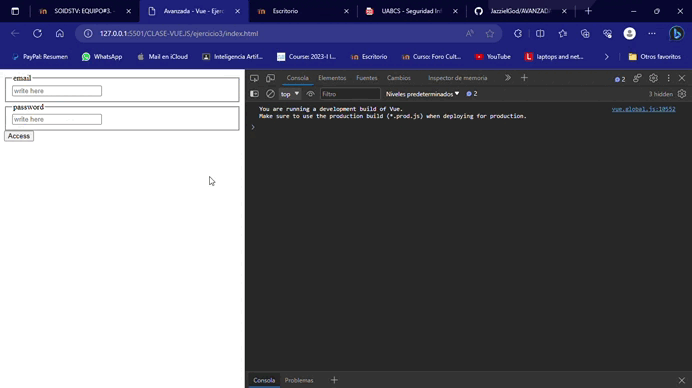 SOIDSTV: EQUIPO#3. -
Avanzada - Vue - Ejer
Escritorio
UABCS - Seguridad Inf
JazzielGod/AVANZADA
127.0.0.1:5501/CLASE-VUEJS/ejercicio3/index.html
PayPal: Resumen
WhatsApp
Mail en iCloud
Inteligencia Artif...
Course: 2023-I I...
Escritorio
Curso: Foro Cult...
YouTube
laptops and net...
Otros favoritos
email
write here
password
write here
Access
Consola
Elementos
Fuentes
Cambios
Inspector de memoria
2
top
Filtro
Niveles predeterminados
2
3 hidden
You are running a development build of Vue.
Make sure to use the production build (*.prod.js) when deploying for production.
vue.global.js:10552
Consola
Problemas